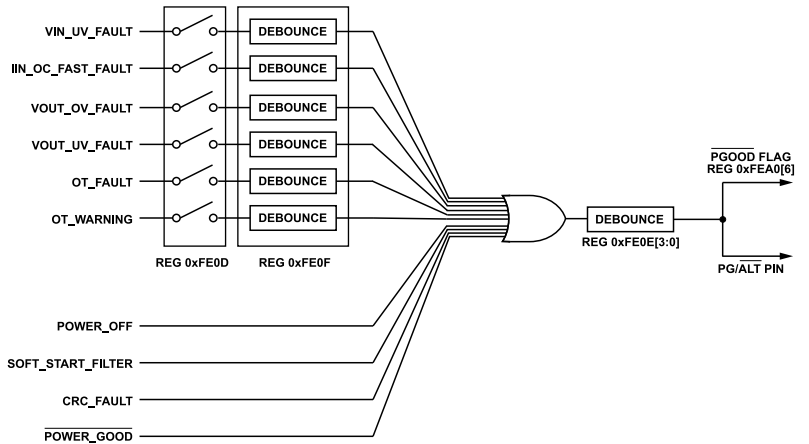 VIN_UV_FAULT
DEBOUNCE
IIN_OC_FAST_FAULT
DEBOUNCE
VOUT_OV_FAULT
DEBOUNCE
VOUT_UV_FAULT
DEBOUNCE
OT_FAULT
DEBOUNCE
OT_WARNING
DEBOUNCE
REG 0xFE0D
REG 0xFE0F
POWER_OFF
SOFT_START_FILTER
CRC_FAULT
POWER_GOOD
DEBOUNCE
REG 0xFE0E[3:0]
PGOOD FLAG
REG 0xFEA0[6]
PG/ALT PIN